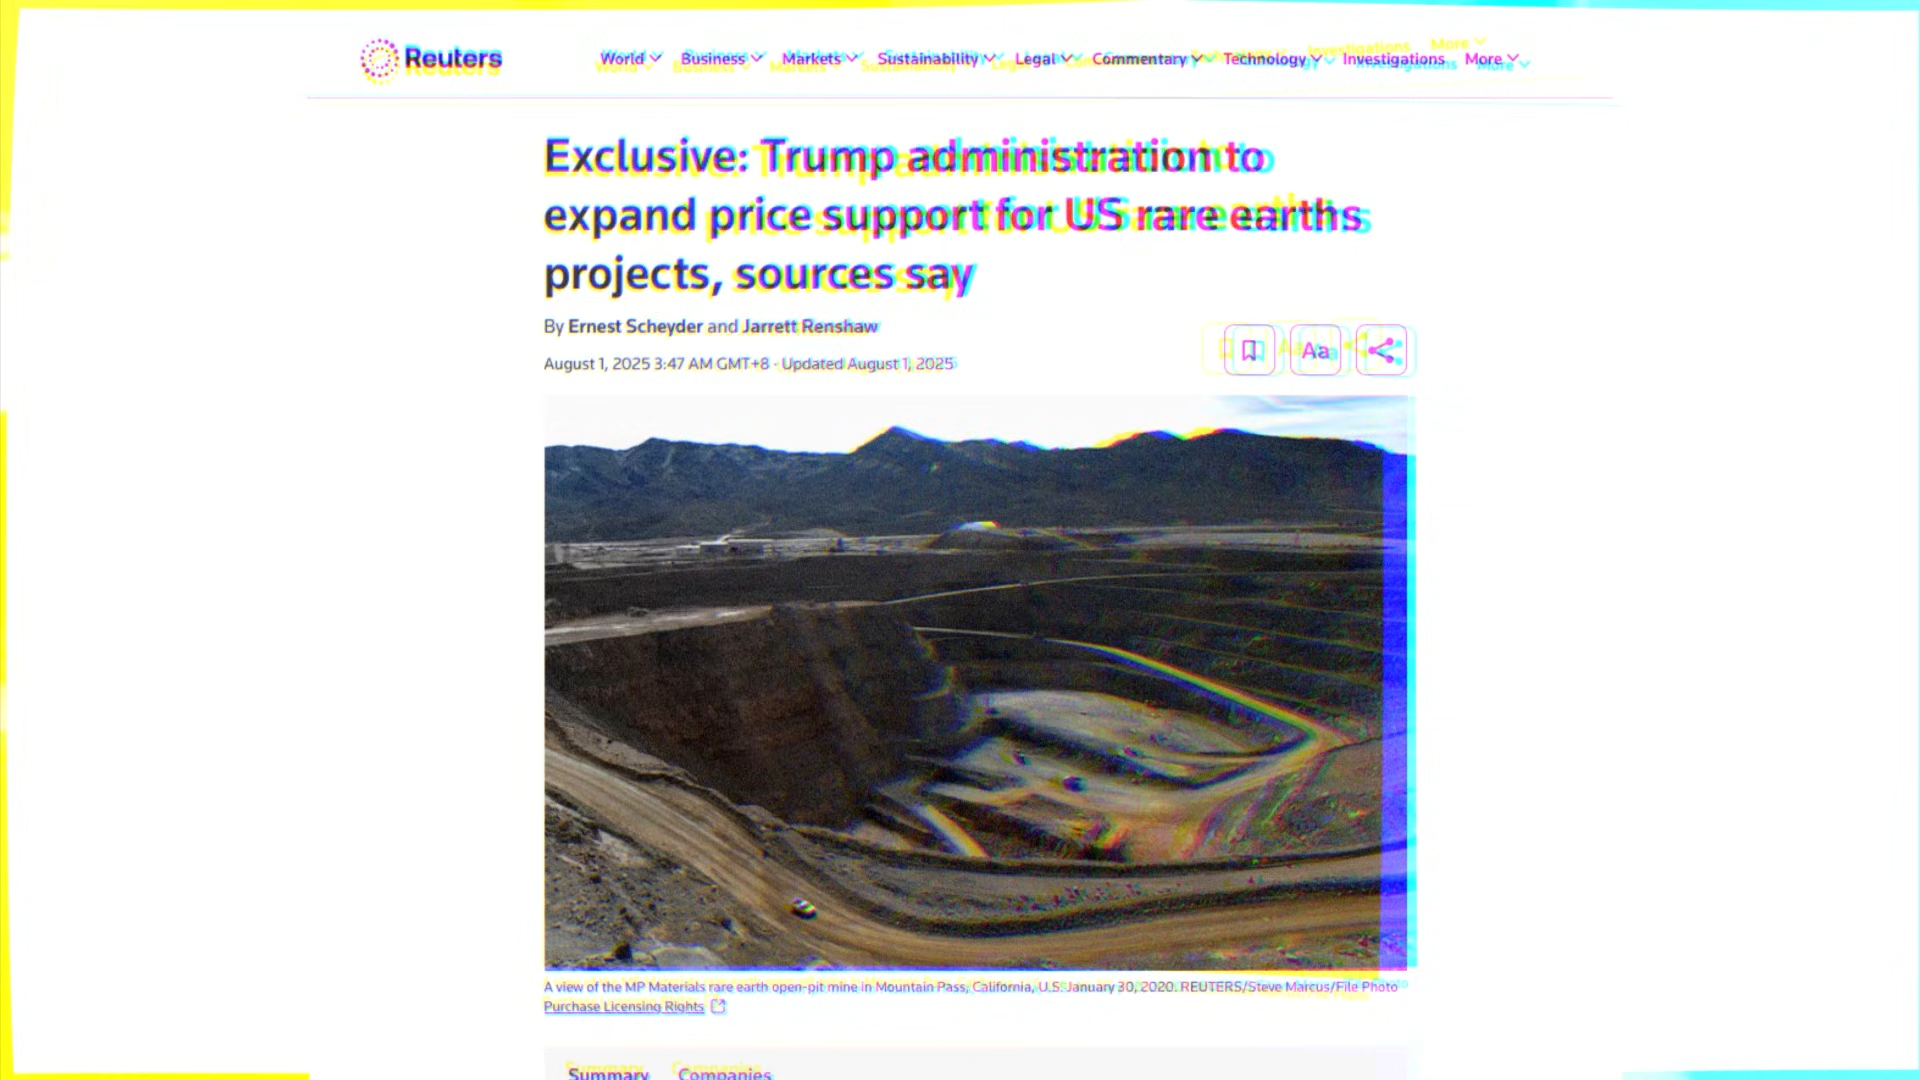 Reuters
World Business Markets Sustainability Legal Commentary Technology Investigations More
Exclusive: Trump administration to
expand price support for US rare earths
projects, sources say
By Ernest Scheyder and Jarrett Renshaw
August 1, 2025 3:47 AM GMT+8 · Updated August 1, 2025
Aa
A view of the MP Materials rare earth open-pit mine in Mountain Pass, California, U.S. January 30, 2020. REUTERS/Steve Marcus/File Photo
Purchase Licensing Rights
Summary Companies